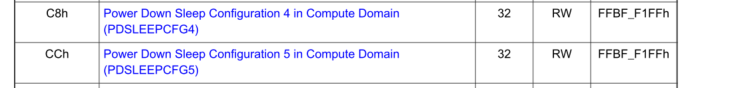 C8h Power Down Sleep Configuration 4 in Compute Domain 32 RW FFBF_F1FFh
(PDSLEEPCFG4)
CCh Power Down Sleep Configuration 5 in Compute Domain 32 RW FFBF_F1FFh
(PDSLEEPCFG5)